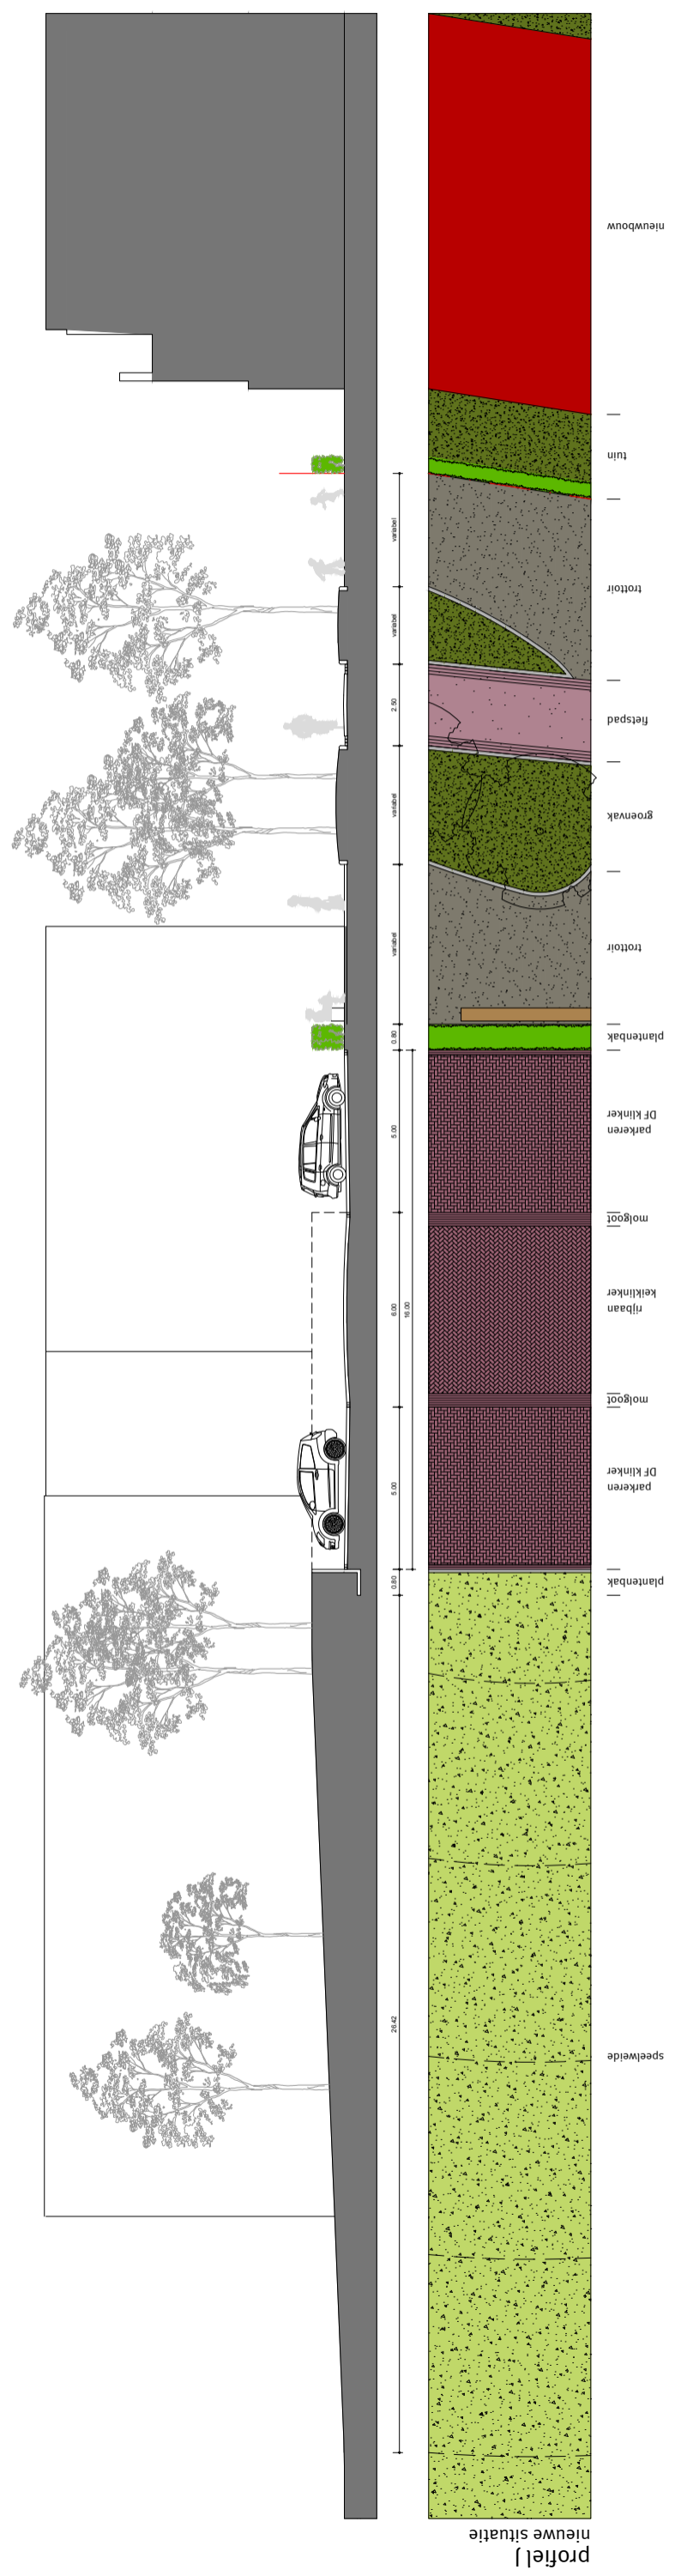 profiel J
nieuwe situatie
speelweide
plantenbak
parkeren
DF klinker
molgoot
rijbaan
keiklinker
molgoot
parkeren
DF klinker
plantenbak
trottoir
groenvak
fietspad
trottoir
tuin
nieuwbouw
26.42
0.80
5.00
6.00
16.00
5.00
0.80
variabel
variabel
2.50
variabel
variabel